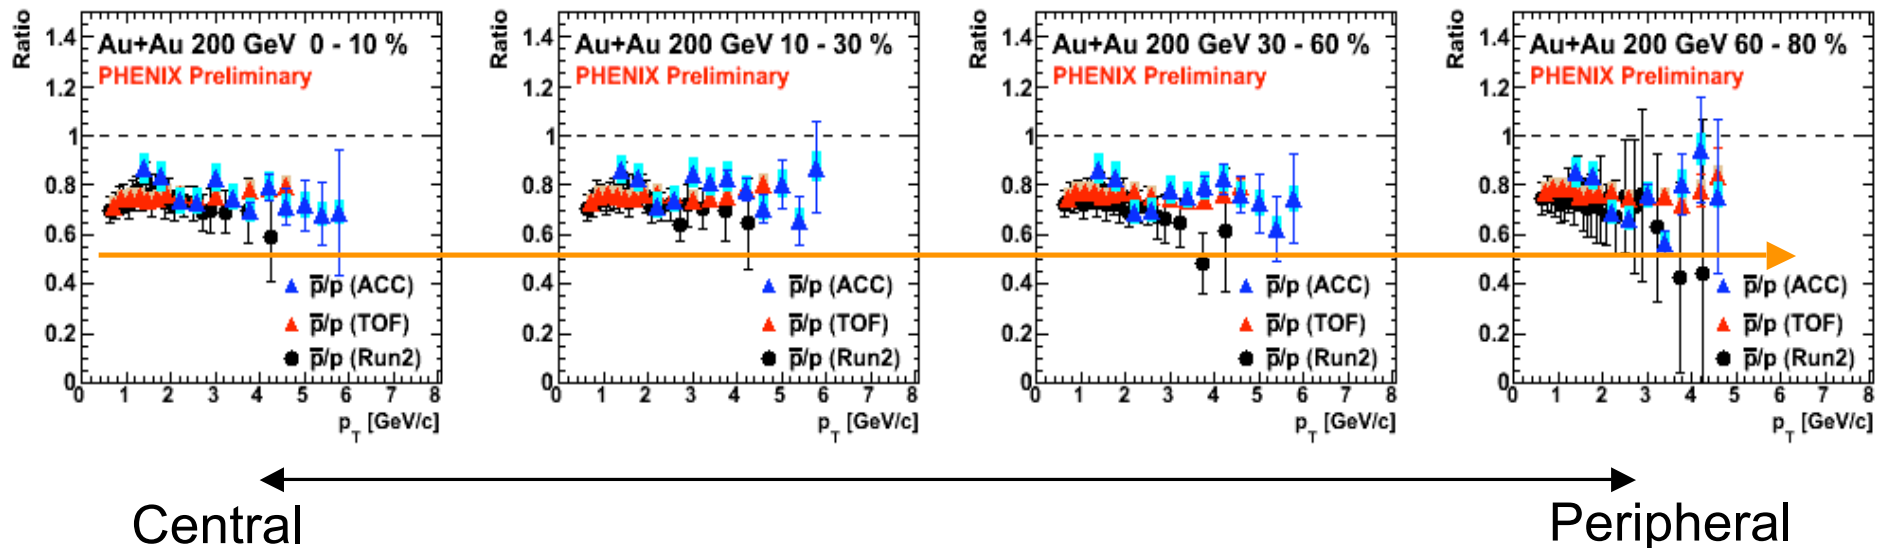 Ratio
1.4
1.2
1
0.8
0.6
0.4
0.2
0
Au+Au 200 GeV 0 - 10 %
PHENIX Preliminary
p̅/p (ACC)
p̅/p (TOF)
p̅/p (Run2)
0 1 2 3 4 5 6 7 8
p_T [GeV/c]
Ratio
1.4
1.2
1
0.8
0.6
0.4
0.2
0
Au+Au 200 GeV 10 - 30 %
PHENIX Preliminary
p̅/p (ACC)
p̅/p (TOF)
p̅/p (Run2)
0 1 2 3 4 5 6 7 8
p_T [GeV/c]
Ratio
1.4
1.2
1
0.8
0.6
0.4
0.2
0
Au+Au 200 GeV 30 - 60 %
PHENIX Preliminary
p̅/p (ACC)
p̅/p (TOF)
p̅/p (Run2)
0 1 2 3 4 5 6 7 8
p_T [GeV/c]
Ratio
1.4
1.2
1
0.8
0.6
0.4
0.2
0
Au+Au 200 GeV 60 - 80 %
PHENIX Preliminary
p̅/p (ACC)
p̅/p (TOF)
p̅/p (Run2)
0 1 2 3 4 5 6 7 8
p_T [GeV/c]
Central
Peripheral